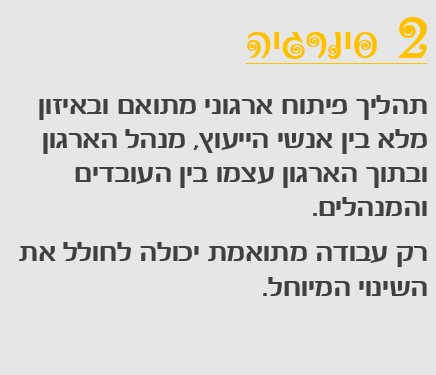 2 סינרגיה
תהליך פיתוח ארגוני מתואם ובאיזון
מלא בין אנשי הייעוץ, מנהל הארגון
ובתוך הארגון עצמו בין העובדים
והמנהלים.
רק עבודה מתואמת יכולה לחולל את
השינוי המיוחל.